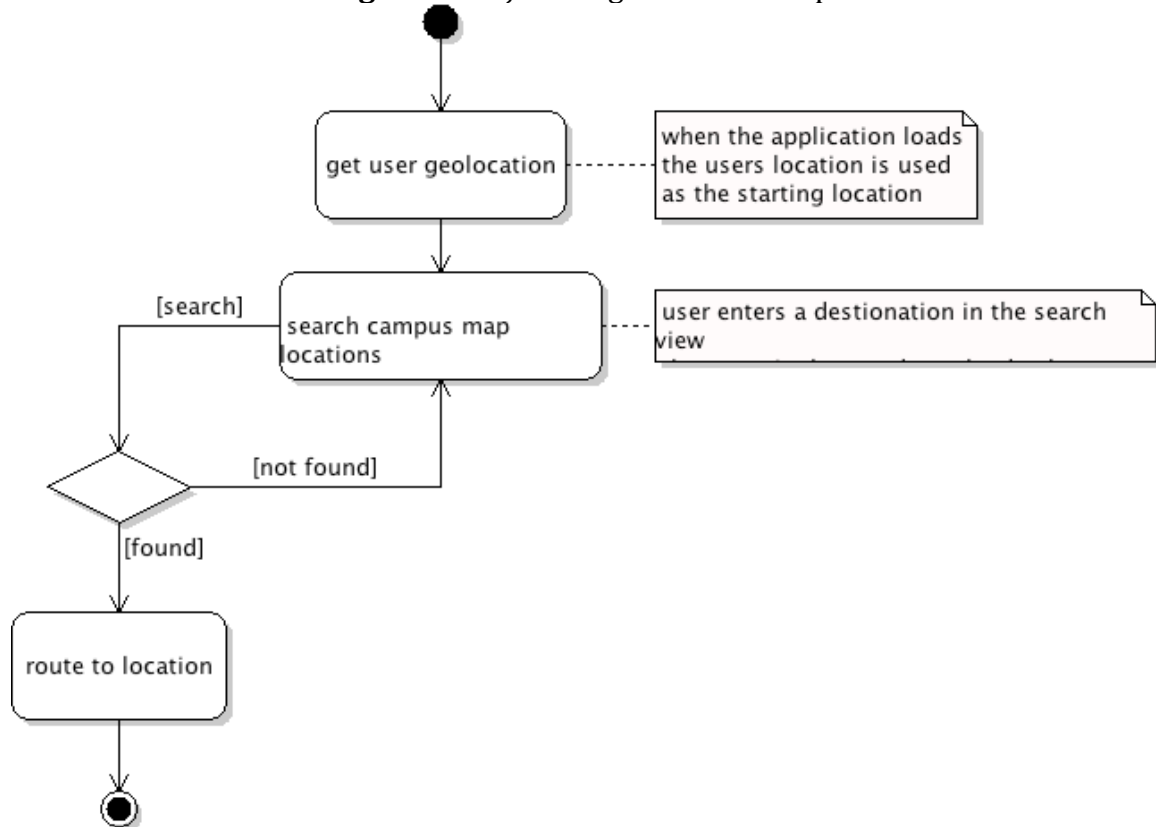 get user geolocation
when the application loads
the users location is used
as the starting location
[search]
search campus map
locations
user enters a destionation in the search
view
[not found]
[found]
route to location